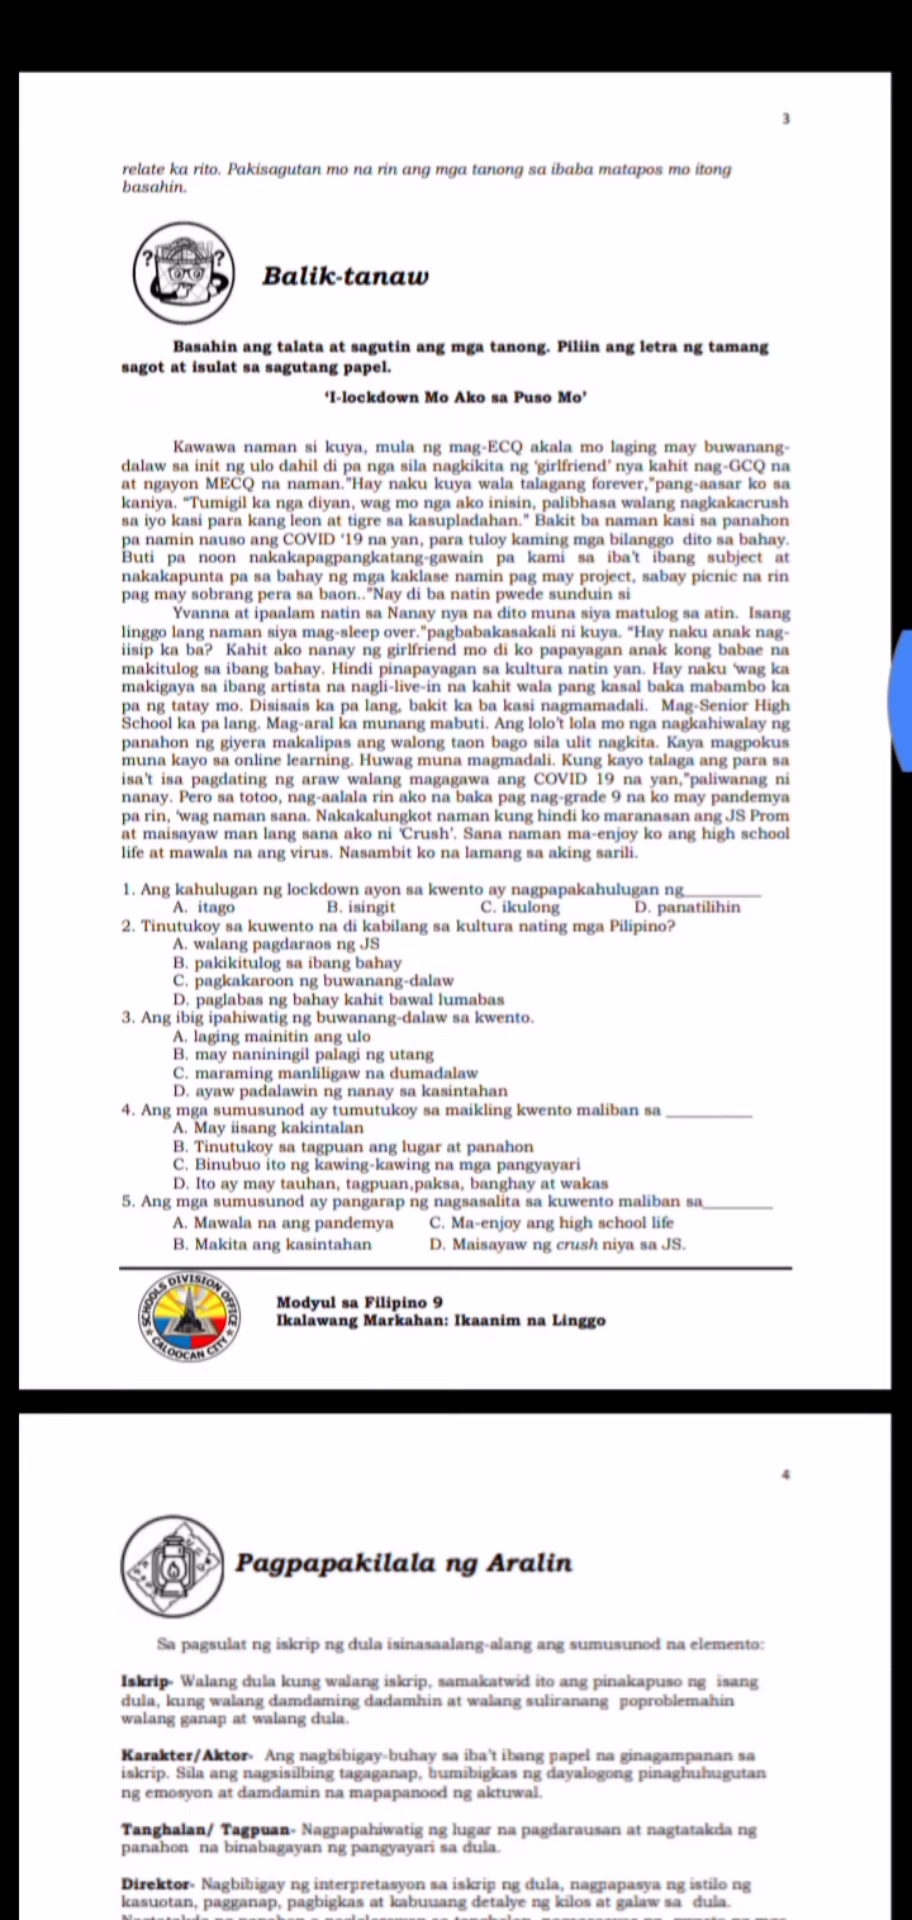 3
relate ka rito. Pakisagutan mo na rin ang mga tanong sa ibaba matapos mo itong
basahin.
? ?
Balik-tanaw
Basahin ang talata at sagutin ang mga tanong. Piliin ang letra ng tamang
sagot at isulat sa sagutang papel.
‘I-lockdown Mo Ako sa Puso Mo’
Kawawa naman si kuya, mula ng mag-ECQ akala mo laging may buwanang-
dalaw sa init ng ulo dahil di pa nga sila nagkikita ng ‘girlfriend’ nya kahit nag-GCQ na
at ngayon MECQ na naman."Hay naku kuya wala talagang forever,"pang-aasar ko sa
kaniya. “Tumigil ka nga diyan, wag mo nga ako inisin, palibhasa walang nagkakacrush
sa iyo kasi para kang leon at tigre sa kasupladahan." Bakit ba naman kasi sa panahon
pa namin nauso ang COVID ‘19 na yan, para tuloy kaming mga bilanggo dito sa bahay.
Buti pa noon nakakapagpangkatang-gawain pa kami sa iba’t ibang subject at
nakakapunta pa sa bahay ng mga kaklase namin pag may project, sabay picnic na rin
pag may sobrang pera sa baon.."Nay di ba natin pwede sunduin si
Yvanna at ipaalam natin sa Nanay nya na dito muna siya matulog sa atin. Isang
linggo lang naman siya mag-sleep over."pagbabakasakali ni kuya. “Hay naku anak nag-
iisip ka ba? Kahit ako nanay ng girlfriend mo di ko papayagan anak kong babae na
makitulog sa ibang bahay. Hindi pinapayagan sa kultura natin yan. Hay naku ‘wag ka
makigaya sa ibang artista na nagli-live-in na kahit wala pang kasal baka mabambo ka
pa ng tatay mo. Disisais ka pa lang, bakit ka ba kasi nagmamadali. Mag-Senior High
School ka pa lang. Mag-aral ka munang mabuti. Ang lolo’t lola mo nga nagkahiwalay ng
panahon ng giyera makalipas ang walong taon bago sila ulit nagkita. Kaya magpokus
muna kayo sa online learning. Huwag muna magmadali. Kung kayo talaga ang para sa
isa’t isa pagdating ng araw walang magagawa ang COVID 19 na yan,"paliwanag ni
nanay. Pero sa totoo, nag-aalala rin ako na baka pag nag-grade 9 na ko may pandemya
pa rin, ‘wag naman sana. Nakakalungkot naman kung hindi ko maranasan ang JS Prom
at maisayaw man lang sana ako ni ‘Crush’. Sana naman ma-enjoy ko ang high school
life at mawala na ang virus. Nasambit ko na lamang sa aking sarili.
1. Ang kahulugan ng lockdown ayon sa kwento ay nagpapakahulugan ng_________
A. itago B. isingit C. ikulong D. panatilihin
2. Tinutukoy sa kuwento na di kabilang sa kultura nating mga Pilipino?
A. walang pagdaraos ng JS
B. pakikitulog sa ibang bahay
C. pagkakaroon ng buwanang-dalaw
D. paglabas ng bahay kahit bawal lumabas
3. Ang ibig ipahiwatig ng buwanang-dalaw sa kwento.
A. laging mainitin ang ulo
B. may naniningil palagi ng utang
C. maraming manliligaw na dumadalaw
D. ayaw padalawin ng nanay sa kasintahan
4. Ang mga sumusunod ay tumutukoy sa maikling kwento maliban sa __________
A. May iisang kakintalan
B. Tinutukoy sa tagpuan ang lugar at panahon
C. Binubuo ito ng kawing-kawing na mga pangyayari
D. Ito ay may tauhan, tagpuan,paksa, banghay at wakas
5. Ang mga sumusunod ay pangarap ng nagsasalita sa kuwento maliban sa________
A. Mawala na ang pandemya C. Ma-enjoy ang high school life
B. Makita ang kasintahan D. Maisayaw ng crush niya sa JS.
SCHOOLS DIVISION OFFICE
CALOOCAN CITY
Modyul sa Filipino 9
Ikalawang Markahan: Ikaanim na Linggo
4
Pagpapakilala ng Aralin
Sa pagsulat ng iskrip ng dula isinasaalang-alang ang sumusunod na elemento:
Iskrip- Walang dula kung walang iskrip, samakatwid ito ang pinakapuso ng isang
dula, kung walang damdaming dadamhin at walang suliranang poproblemahin
walang ganap at walang dula.
Karakter/Aktor- Ang nagbibigay-buhay sa iba’t ibang papel na ginagampanan sa
iskrip. Sila ang nagsisilbing tagaganap, bumibigkas ng dayalogong pinaghuhugutan
ng emosyon at damdamin na mapapanood ng aktuwal.
Tanghalan/ Tagpuan- Nagpapahiwatig ng lugar na pagdarausan at nagtatakda ng
panahon na binabagayan ng pangyayari sa dula.
Direktor- Nagbibigay ng interpretasyon sa iskrip ng dula, nagpapasya ng istilo ng
kasuotan, pagganap, pagbigkas at kabuuang detalye ng kilos at galaw sa dula.